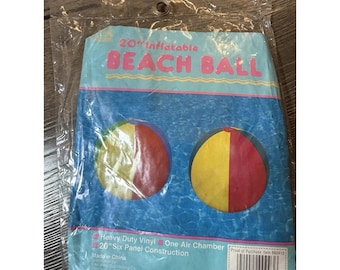 20" Inflatable
BEACH BALL
Heavy Duty Vinyl One Air Chamber
20" Six Panel Construction
Made in China